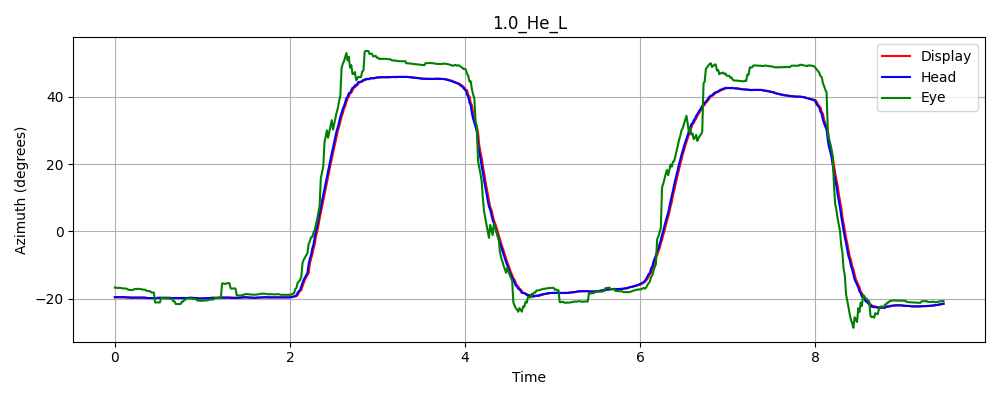 1.0_He_L
Display
Head
Eye
Azimuth (degrees)
40
20
0
−20
0 2 4 6 8
Time